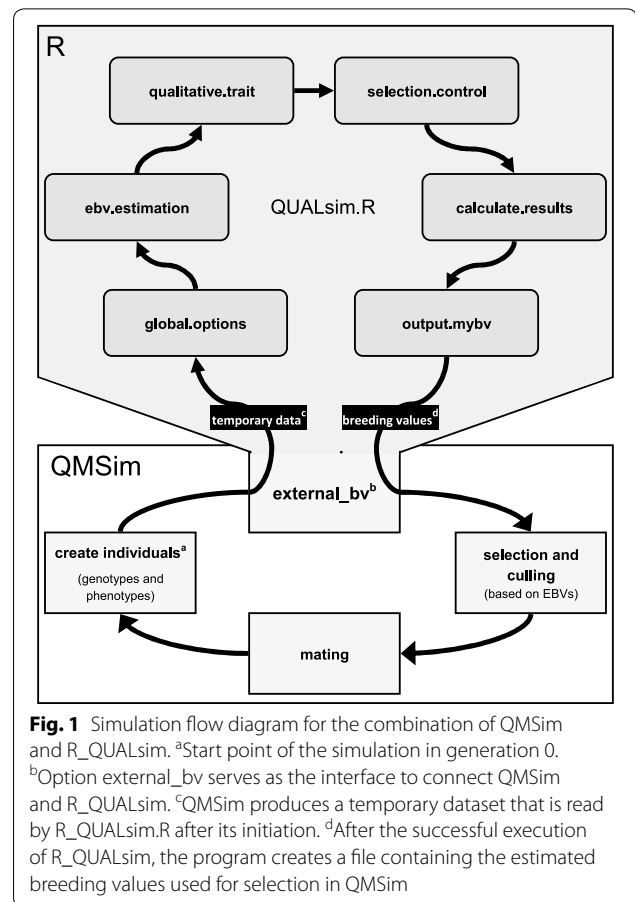 R
qualitative.trait
selection.control
ebv.estimation
QUALsim.R
calculate.results
global.options
output.mybv
temporary dataᶜ
breeding valuesᵈ
QMSim
external_bvᵇ
create individualsᵃ
(genotypes and
phenotypes)
selection and
culling
(based on EBVs)
mating
Fig. 1 Simulation flow diagram for the combination of QMSim
and R_QUALsim. ᵃStart point of the simulation in generation 0.
ᵇOption external_bv serves as the interface to connect QMSim
and R_QUALsim. ᶜQMSim produces a temporary dataset that is read
by R_QUALsim.R after its initiation. ᵈAfter the successful execution
of R_QUALsim, the program creates a file containing the estimated
breeding values used for selection in QMSim